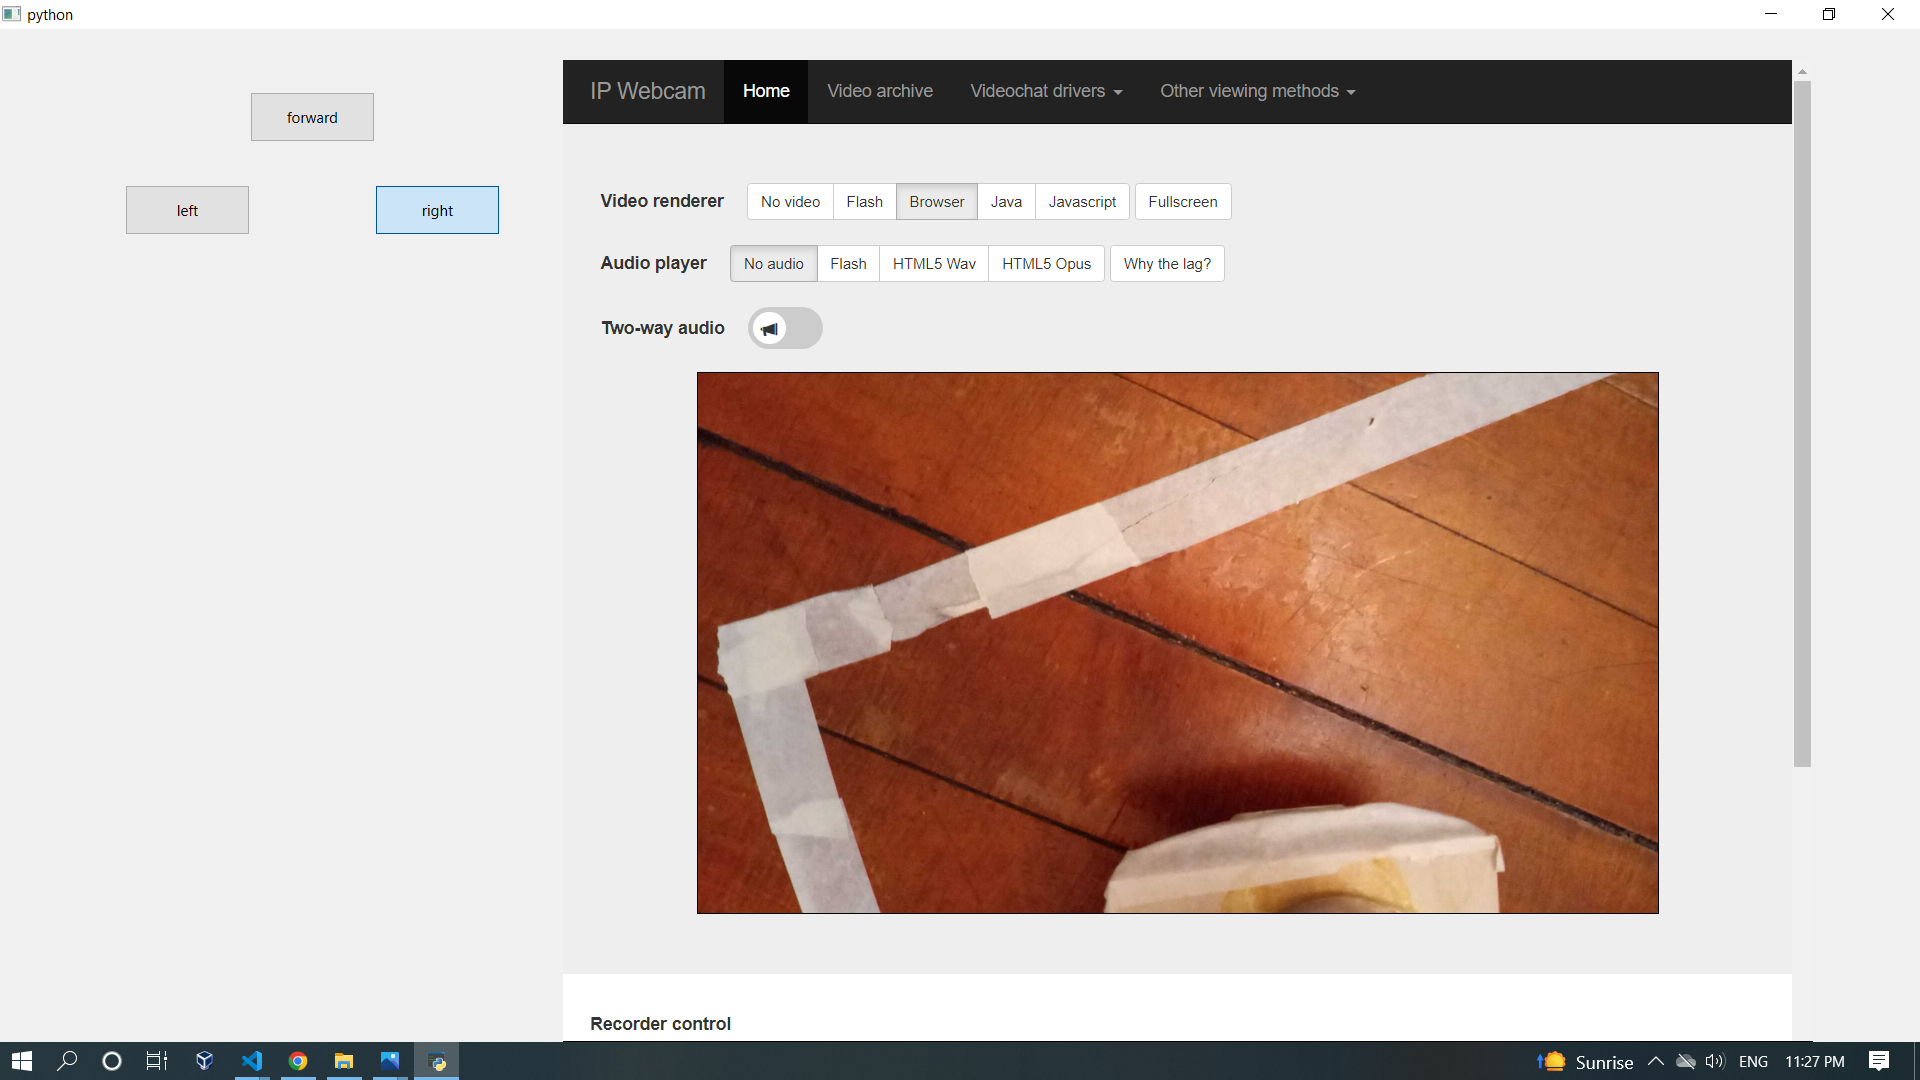 python
forward
left
right
IP Webcam Home Video archive Videochat drivers Other viewing methods
Video renderer No video Flash Browser Java Javascript Fullscreen
Audio player No audio Flash HTML5 Wav HTML5 Opus Why the lag?
Two-way audio
Recorder control
Sunrise ENG 11:27 PM